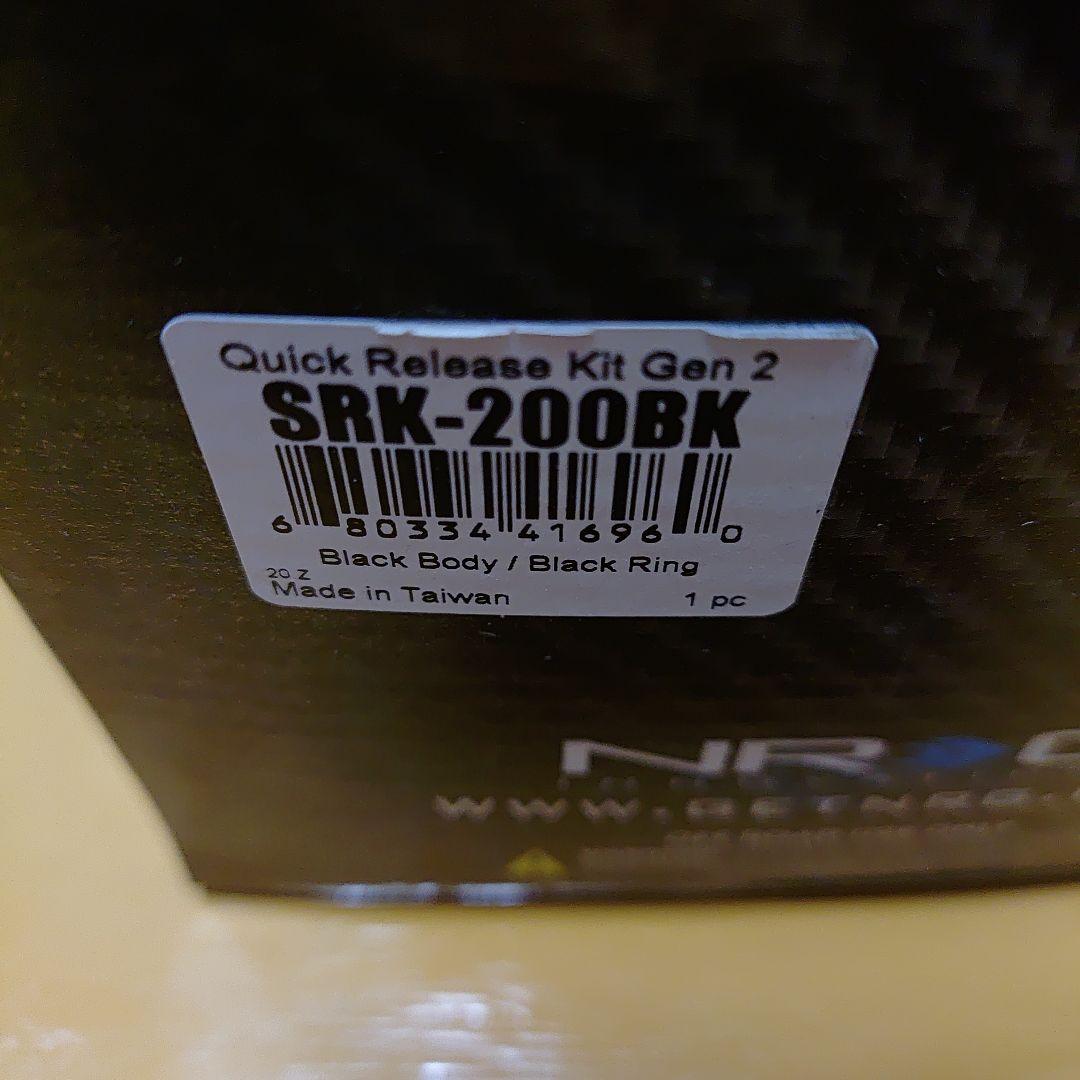 Quick Release Kit Gen 2
SRK-200BK
6 80334 41696 0
Black Body / Black Ring
20 Z
Made in Taiwan 1 pc
NR